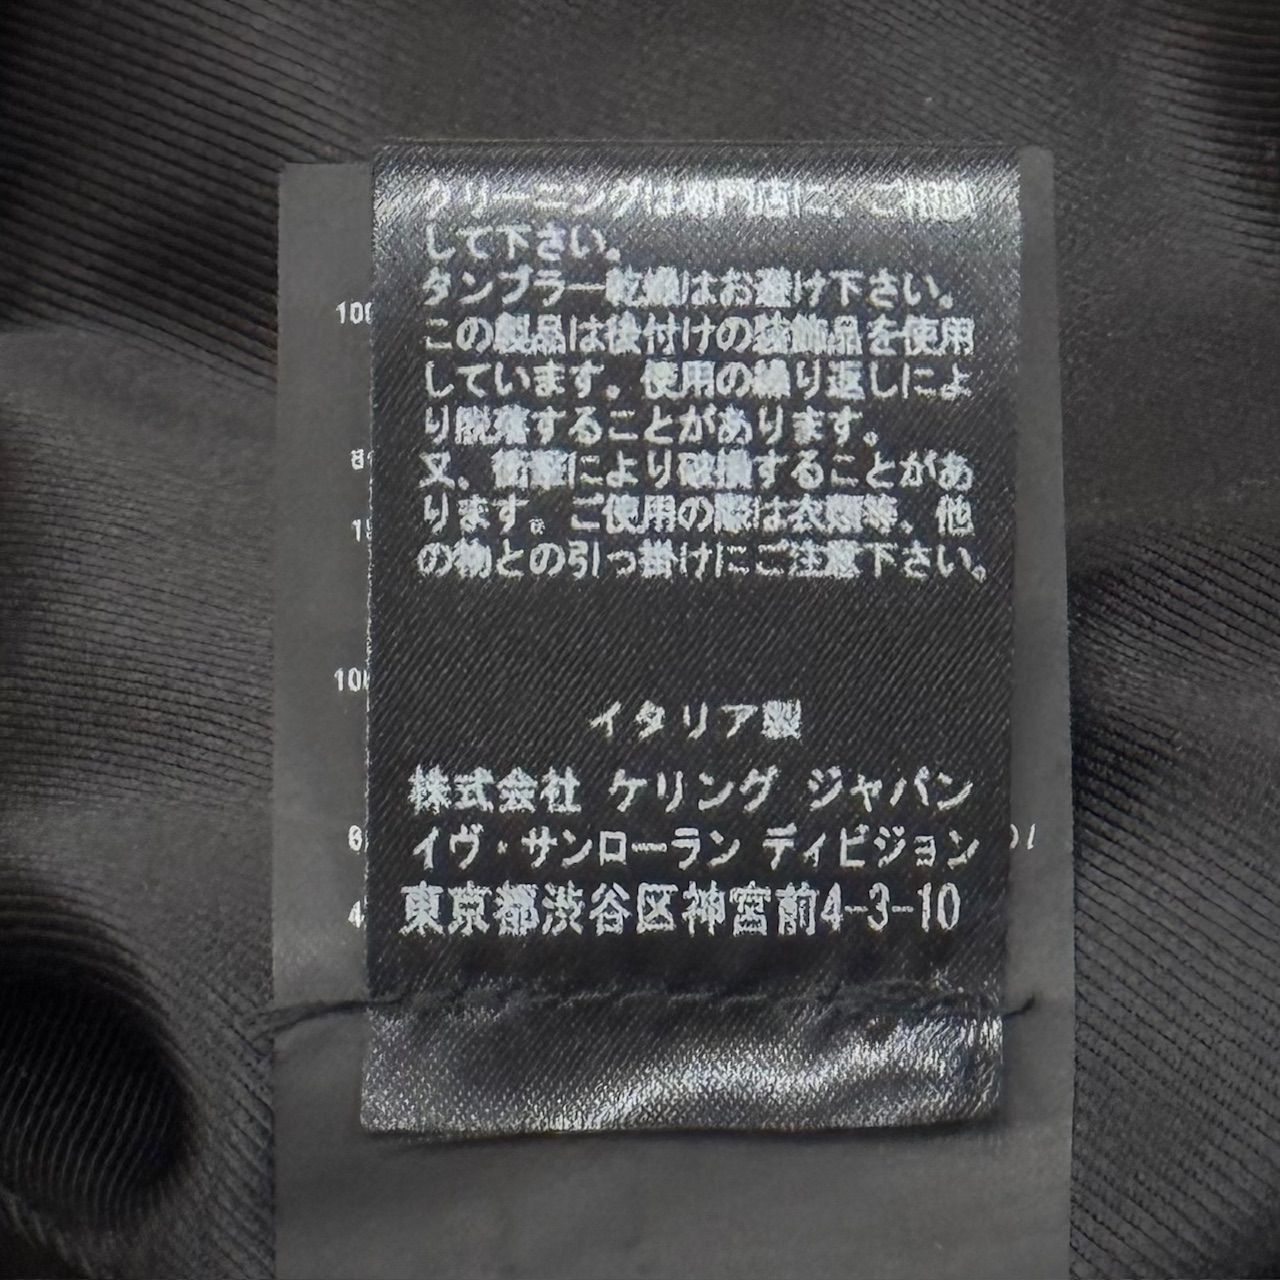 クリーニングは専門店に、ご相談
して下さい。
タンブラー乾燥はお避け下さい。
この製品は後付けの装飾品を使用
しています。使用の繰り返しによ
り脱落することがあります。
又、衝撃により破損することがあ
ります。ご使用の際は衣類等、他
の物との引っ掛けにご注意下さい。
イタリア製
株式会社 ケリング ジャパン
イヴ・サンローラン ディビジョン
東京都渋谷区神宮前4-3-10